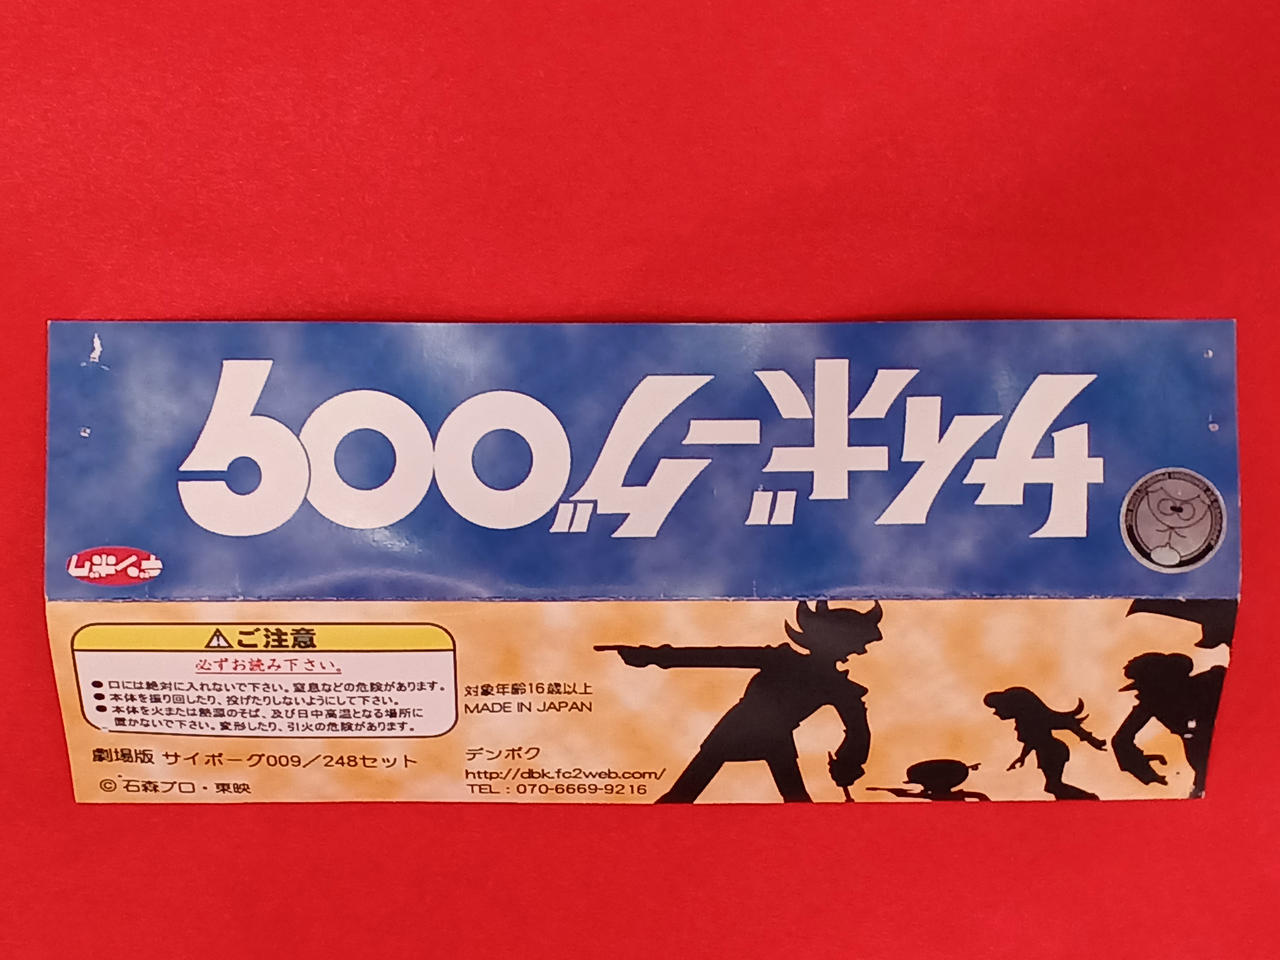 サイボーグ009
デンボク
ご注意
必ずお読み下さい。
●口には絶対に入れないで下さい。窒息などの危険があります。
●本体を振り回したり、投げたりしないようにして下さい。
●本体を火または熱源のそば、及び日中高温となる場所に
置かないで下さい。変形したり、引火の危険があります。
劇場版 サイボーグ009／248セット
© 石森プロ・東映
対象年齢16歳以上
MADE IN JAPAN
デンボク
http://dbk.fc2web.com/
TEL：070-6669-9216